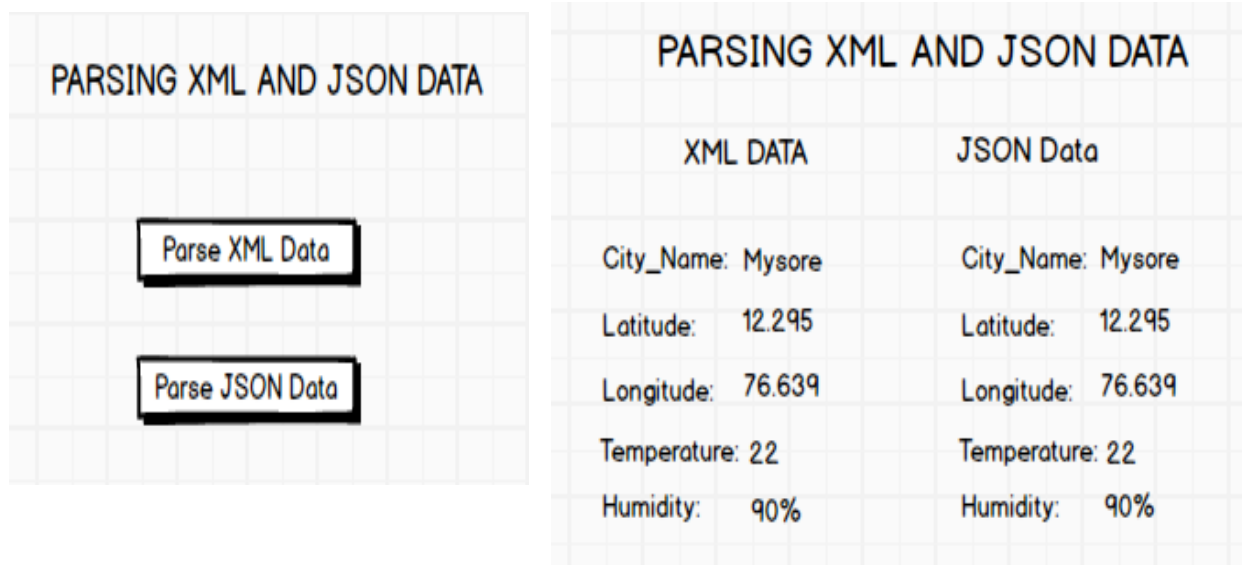 PARSING XML AND JSON DATA
Parse XML Data
Parse JSON Data
PARSING XML AND JSON DATA
XML DATA
City_Name: Mysore
Latitude: 12.295
Longitude: 76.639
Temperature: 22
Humidity: 90%
JSON Data
City_Name: Mysore
Latitude: 12.295
Longitude: 76.639
Temperature: 22
Humidity: 90%